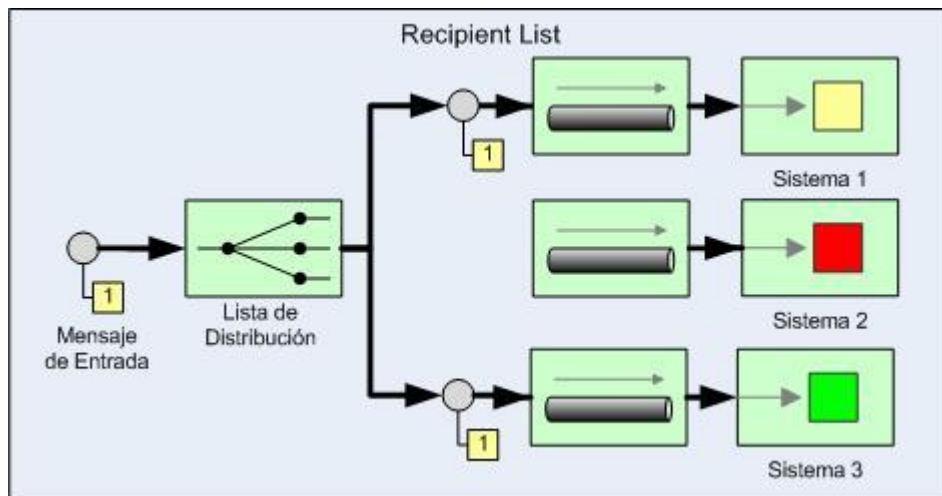 Recipient List
1
Sistema 1
1
Mensaje
de Entrada
Lista de
Distribución
Sistema 2
1
Sistema 3